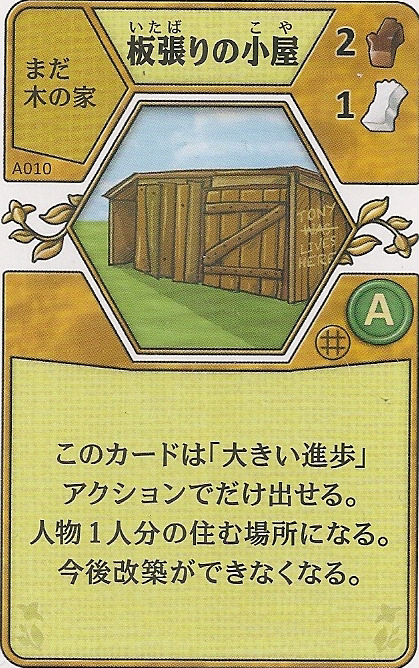 いたば こや
板張りの小屋
まだ
木の家
A010
2
1
TONY
WAS
LIVES
HERE
A
このカードは「大きい進歩」
アクションでだけ出せる。
人物1人分の住む場所になる。
今後改築ができなくなる。